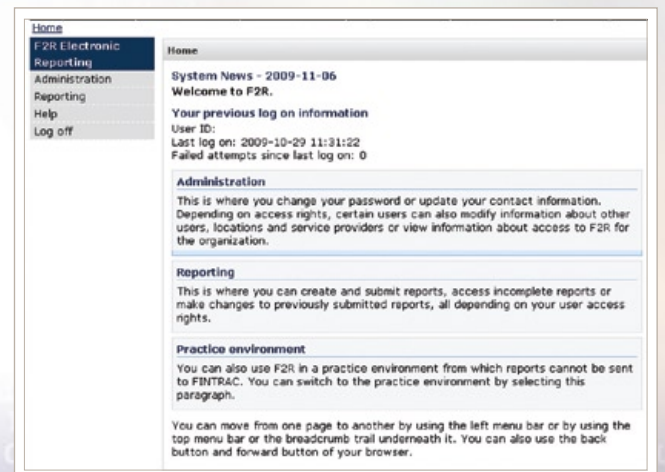 Home
F2R Electronic
Reporting
Administration
Reporting
Help
Log off
Home
System News - 2009-11-06
Welcome to F2R.
Your previous log on information
User ID:
Last log on: 2009-10-29 11:31:22
Failed attempts since last log on: 0
Administration
This is where you change your password or update your contact information.
Depending on access rights, certain users can also modify information about other
users, locations and service providers or view information about access to F2R for
the organization.
Reporting
This is where you can create and submit reports, access incomplete reports or
make changes to previously submitted reports, all depending on your user access
rights.
Practice environment
You can also use F2R in a practice environment from which reports cannot be sent
to FINTRAC. You can switch to the practice environment by selecting this
paragraph.
You can move from one page to another by using the left menu bar or by using the
top menu bar or the breadcrumb trail underneath it. You can also use the back
button and forward button of your browser.